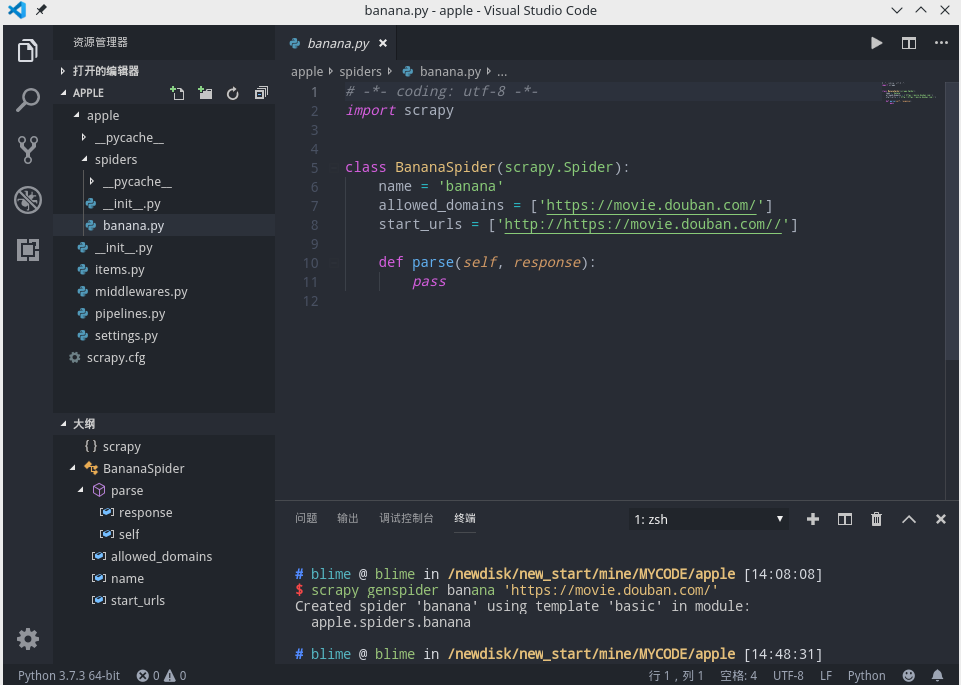 banana.py - apple - Visual Studio Code
资源管理器
打开的编辑器
APPLE
apple
__pycache__
spiders
__pycache__
__init__.py
banana.py
__init__.py
items.py
middlewares.py
pipelines.py
settings.py
scrapy.cfg
大纲
{} scrapy
BananaSpider
parse
response
self
allowed_domains
name
start_urls
banana.py
apple spiders banana.py ...
1 # -*- coding: utf-8 -*-
2 import scrapy
3
4
5 class BananaSpider(scrapy.Spider):
6 name = 'banana'
7 allowed_domains = ['https://movie.douban.com/']
8 start_urls = ['http://https://movie.douban.com//']
9
10 def parse(self, response):
11 pass
12
问题 输出 调试控制台 终端 1: zsh
# blime @ blime in /newdisk/new_start/mine/MYCODE/apple [14:08:08]
$ scrapy genspider banana 'https://movie.douban.com/'
Created spider 'banana' using template 'basic' in module:
apple.spiders.banana
# blime @ blime in /newdisk/new_start/mine/MYCODE/apple [14:48:31]
Python 3.7.3 64-bit 0 0 行 1，列 1 空格: 4 UTF-8 LF Python